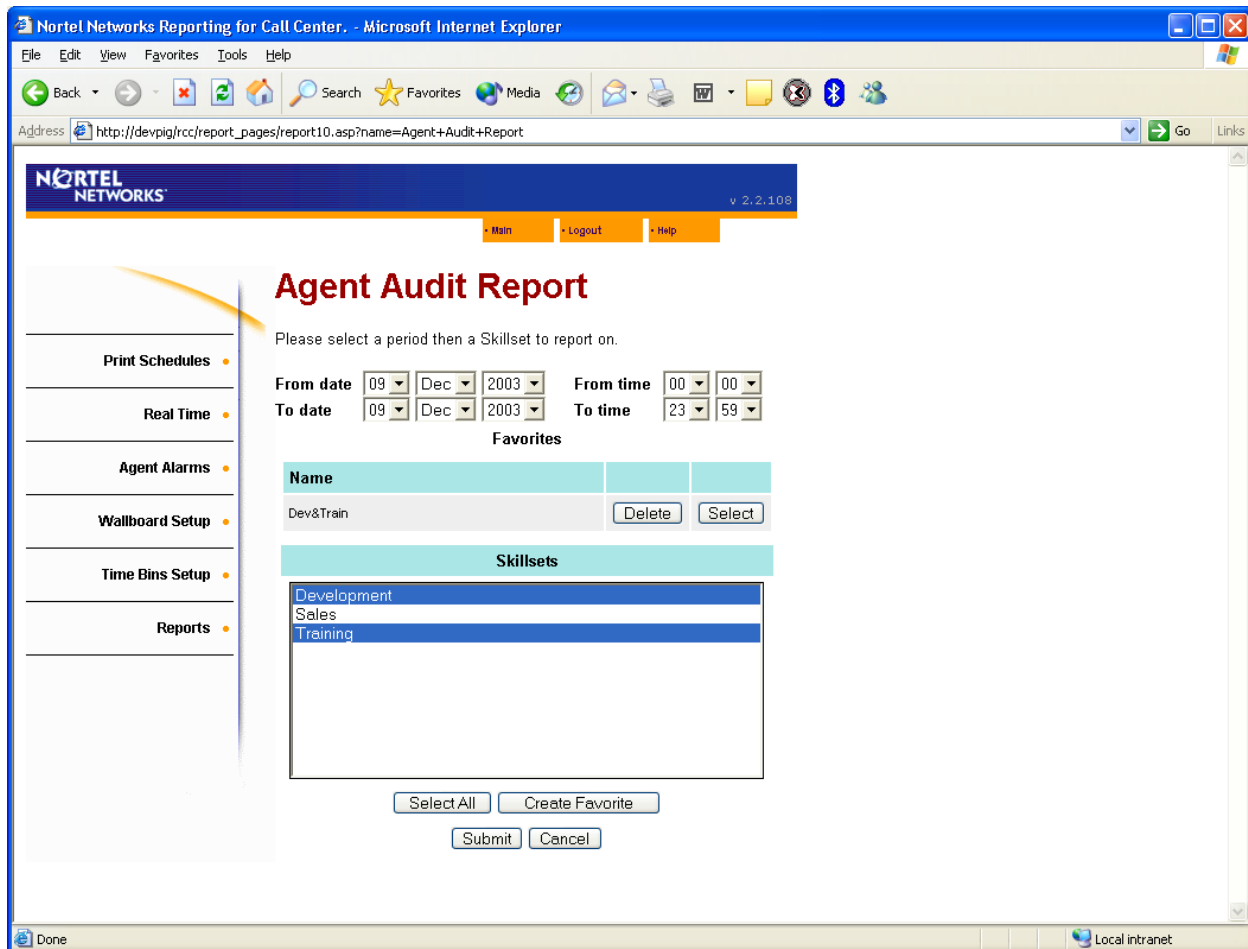 Nortel Networks Reporting for Call Center. - Microsoft Internet Explorer
File Edit View Favorites Tools Help
Back Search Favorites Media
Address http://devpig/rcc/report_pages/report10.asp?name=Agent+Audit+Report Go Links
NORTEL
NETWORKS
v 2.2.108
Main Logout Help
Agent Audit Report
Please select a period then a Skillset to report on.
From date 09 Dec 2003 From time 00 00
To date 09 Dec 2003 To time 23 59
Favorites
Name
Dev&Train Delete Select
Skillsets
Development
Sales
Training
Select All Create Favorite
Submit Cancel
Print Schedules
Real Time
Agent Alarms
Wallboard Setup
Time Bins Setup
Reports
Done Local intranet